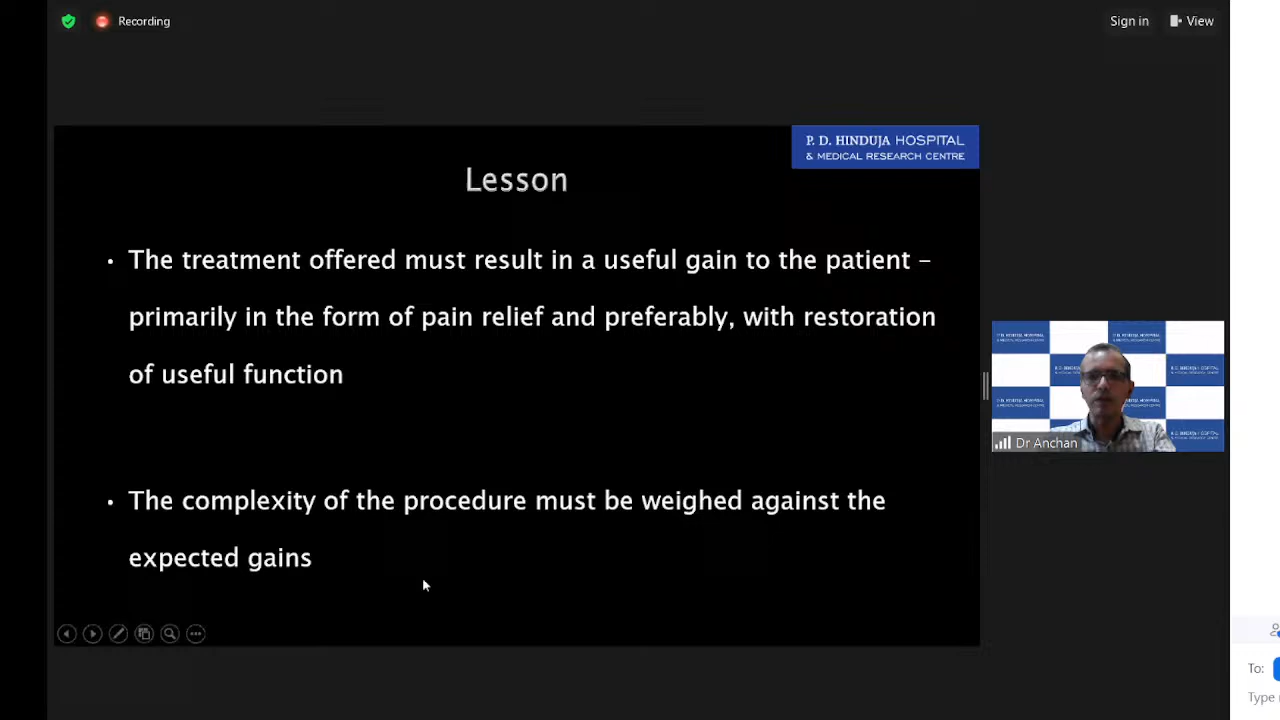 Recording
Sign in
View
P. D. HINDUJA HOSPITAL
& MEDICAL RESEARCH CENTRE
Lesson
• The treatment offered must result in a useful gain to the patient –
primarily in the form of pain relief and preferably, with restoration
of useful function
• The complexity of the procedure must be weighed against the
expected gains
Dr Anchan
To:
Type